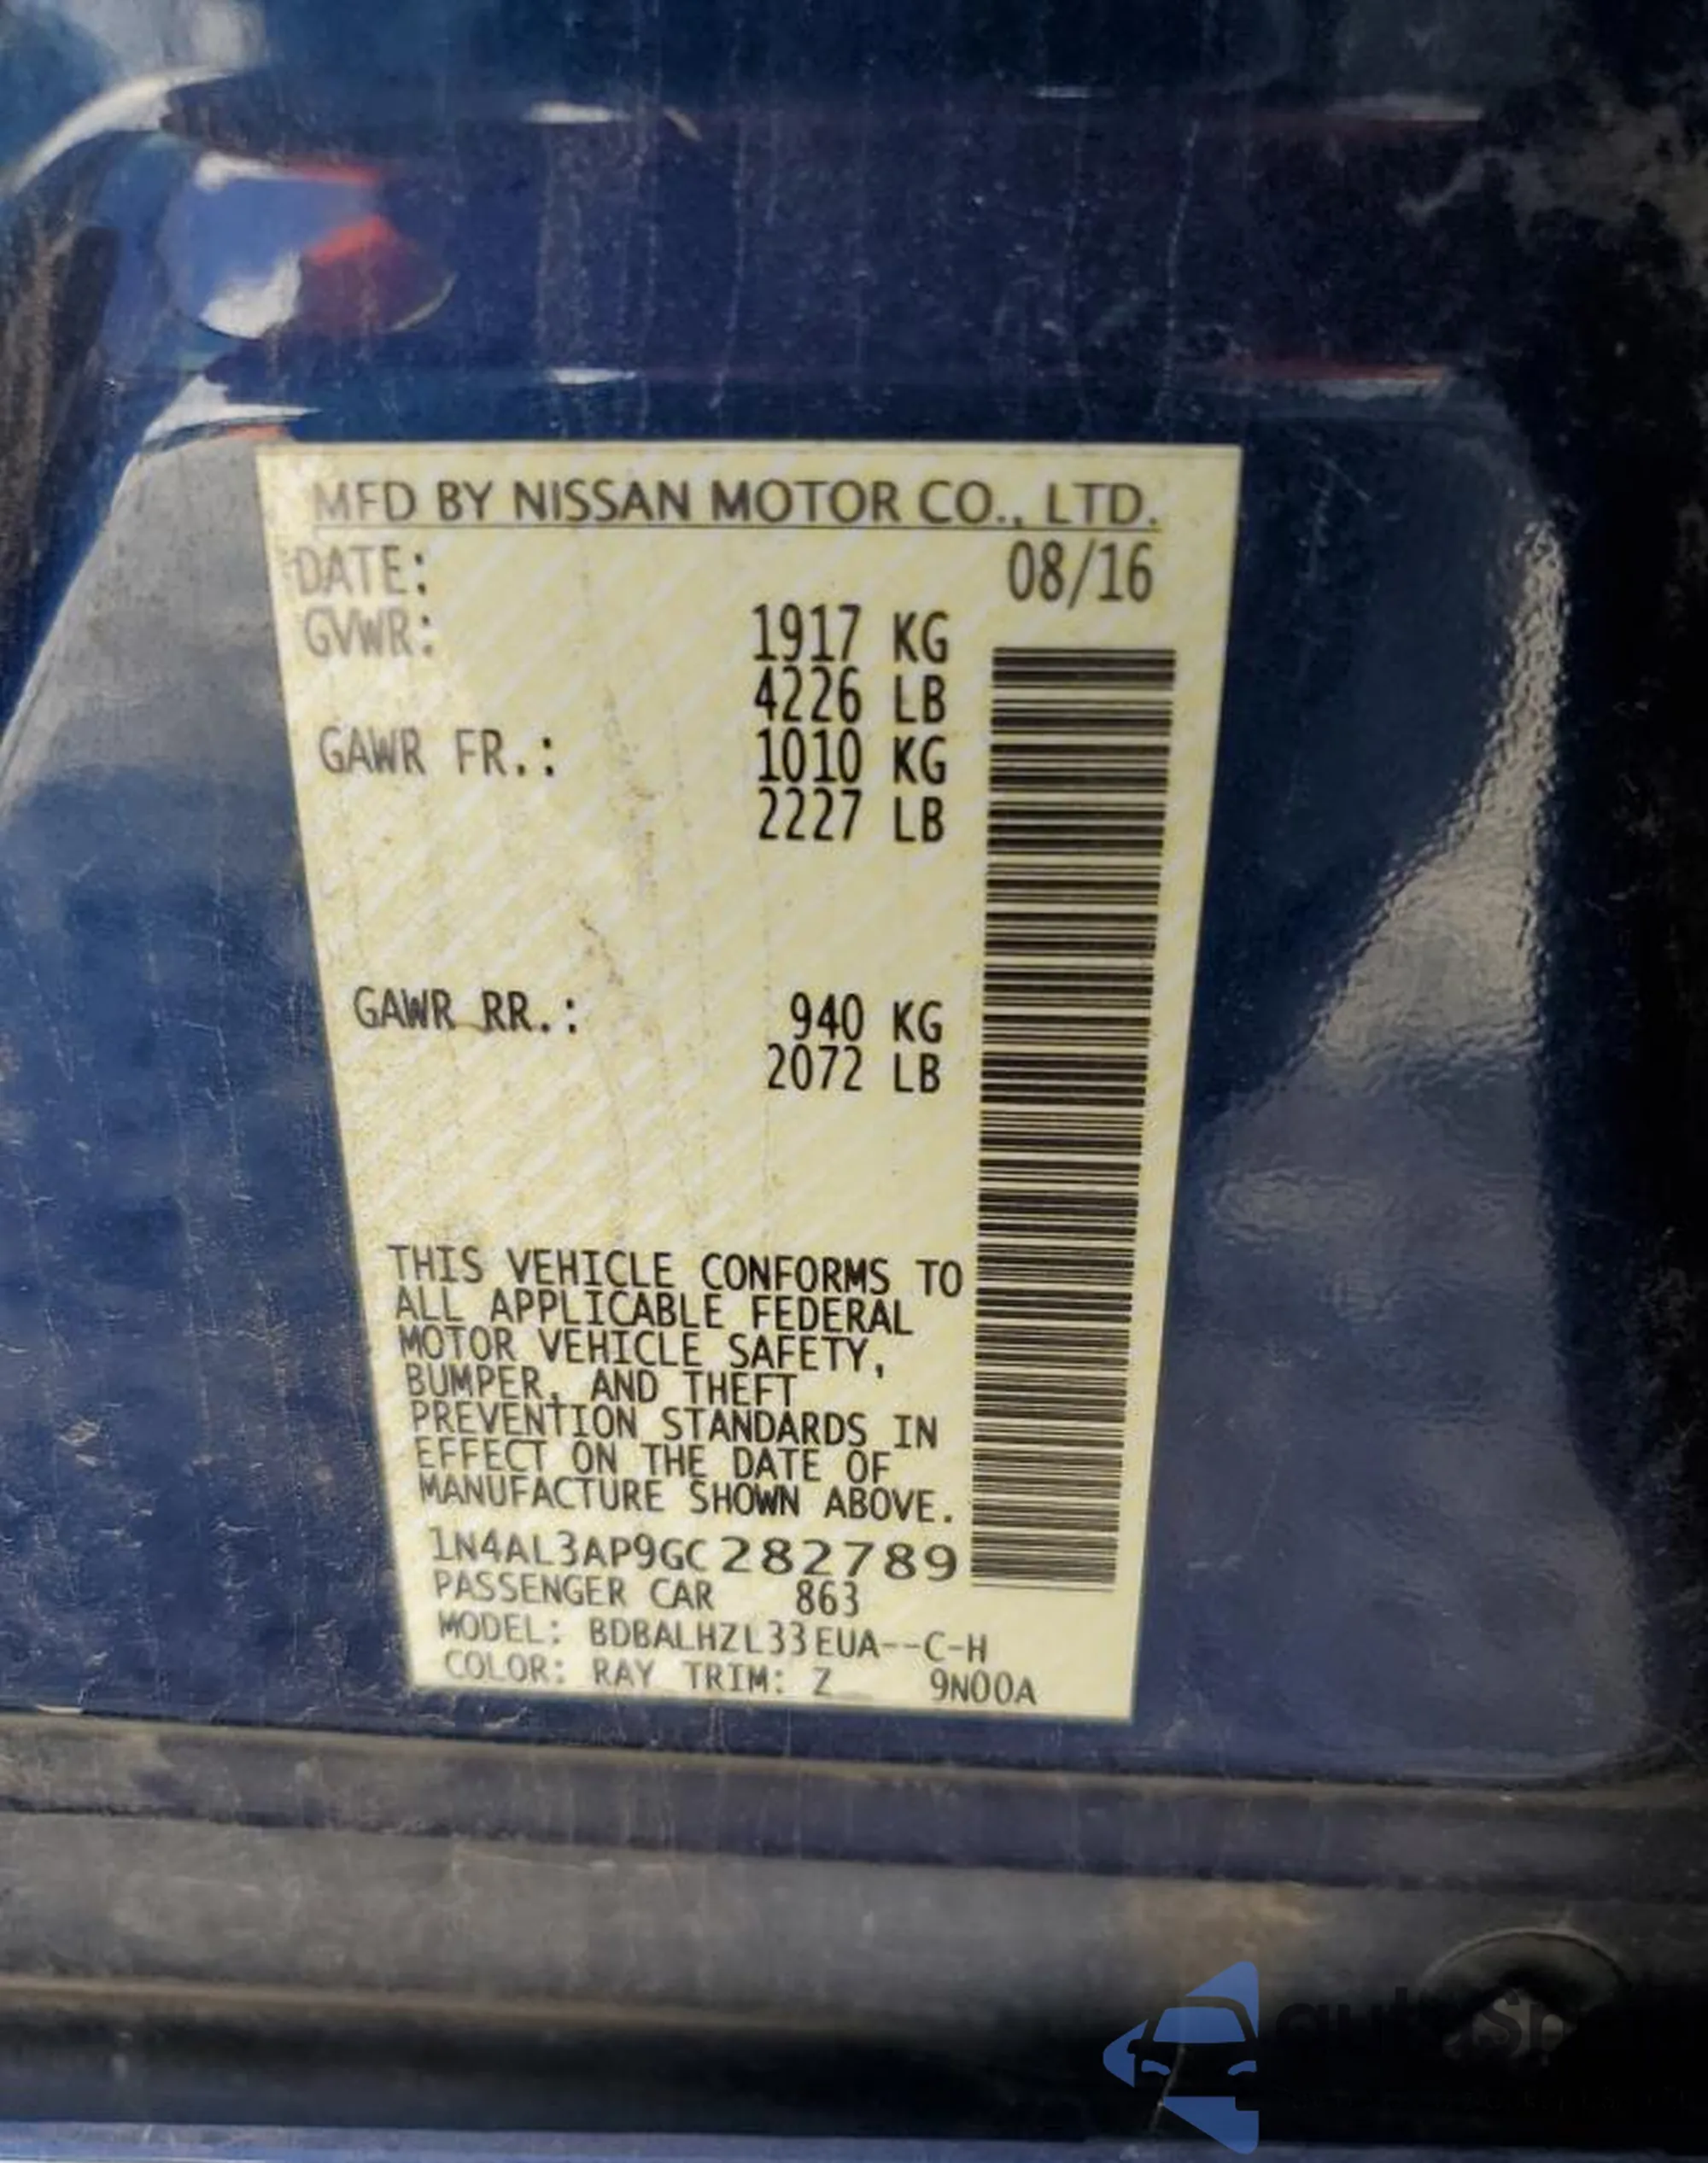 MFD BY NISSAN MOTOR CO., LTD.
DATE: 08/16
GVWR: 1917 KG
4226 LB
GAWR FR.: 1010 KG
2227 LB
GAWR RR.: 940 KG
2072 LB
THIS VEHICLE CONFORMS TO
ALL APPLICABLE FEDERAL
MOTOR VEHICLE SAFETY,
BUMPER, AND THEFT
PREVENTION STANDARDS IN
EFFECT ON THE DATE OF
MANUFACTURE SHOWN ABOVE.
1N4AL3AP9GC282789
PASSENGER CAR 863
MODEL: BDBALHZL33EUA--C-H
COLOR: RAY TRIM: Z 9N00A